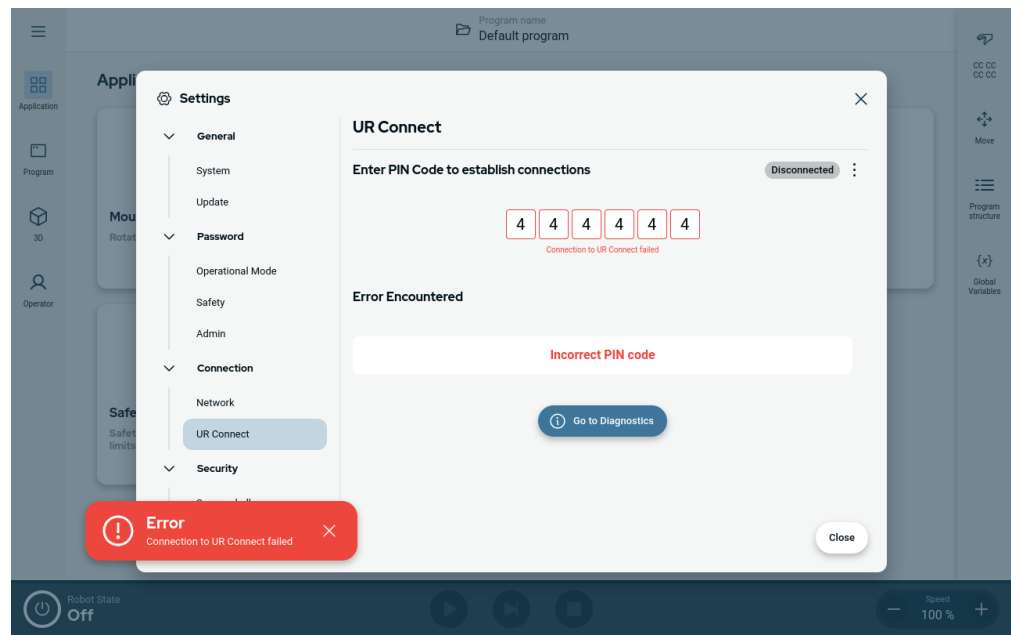 Program name
Default program
Application
Program
3D
Operator
Appli
Mou
Rotat
Safe
Safet
limits
Settings
General
System
Update
Password
Operational Mode
Safety
Admin
Connection
Network
UR Connect
Security
UR Connect
Enter PIN Code to establish connections
Disconnected
4 4 4 4 4 4
Connection to UR Connect failed
Error Encountered
Incorrect PIN code
Go to Diagnostics
Close
Error
Connection to UR Connect failed
CC CC
CC CC
Move
Program
structure
{x}
Global
Variables
Robot State
Off
Speed
100 %